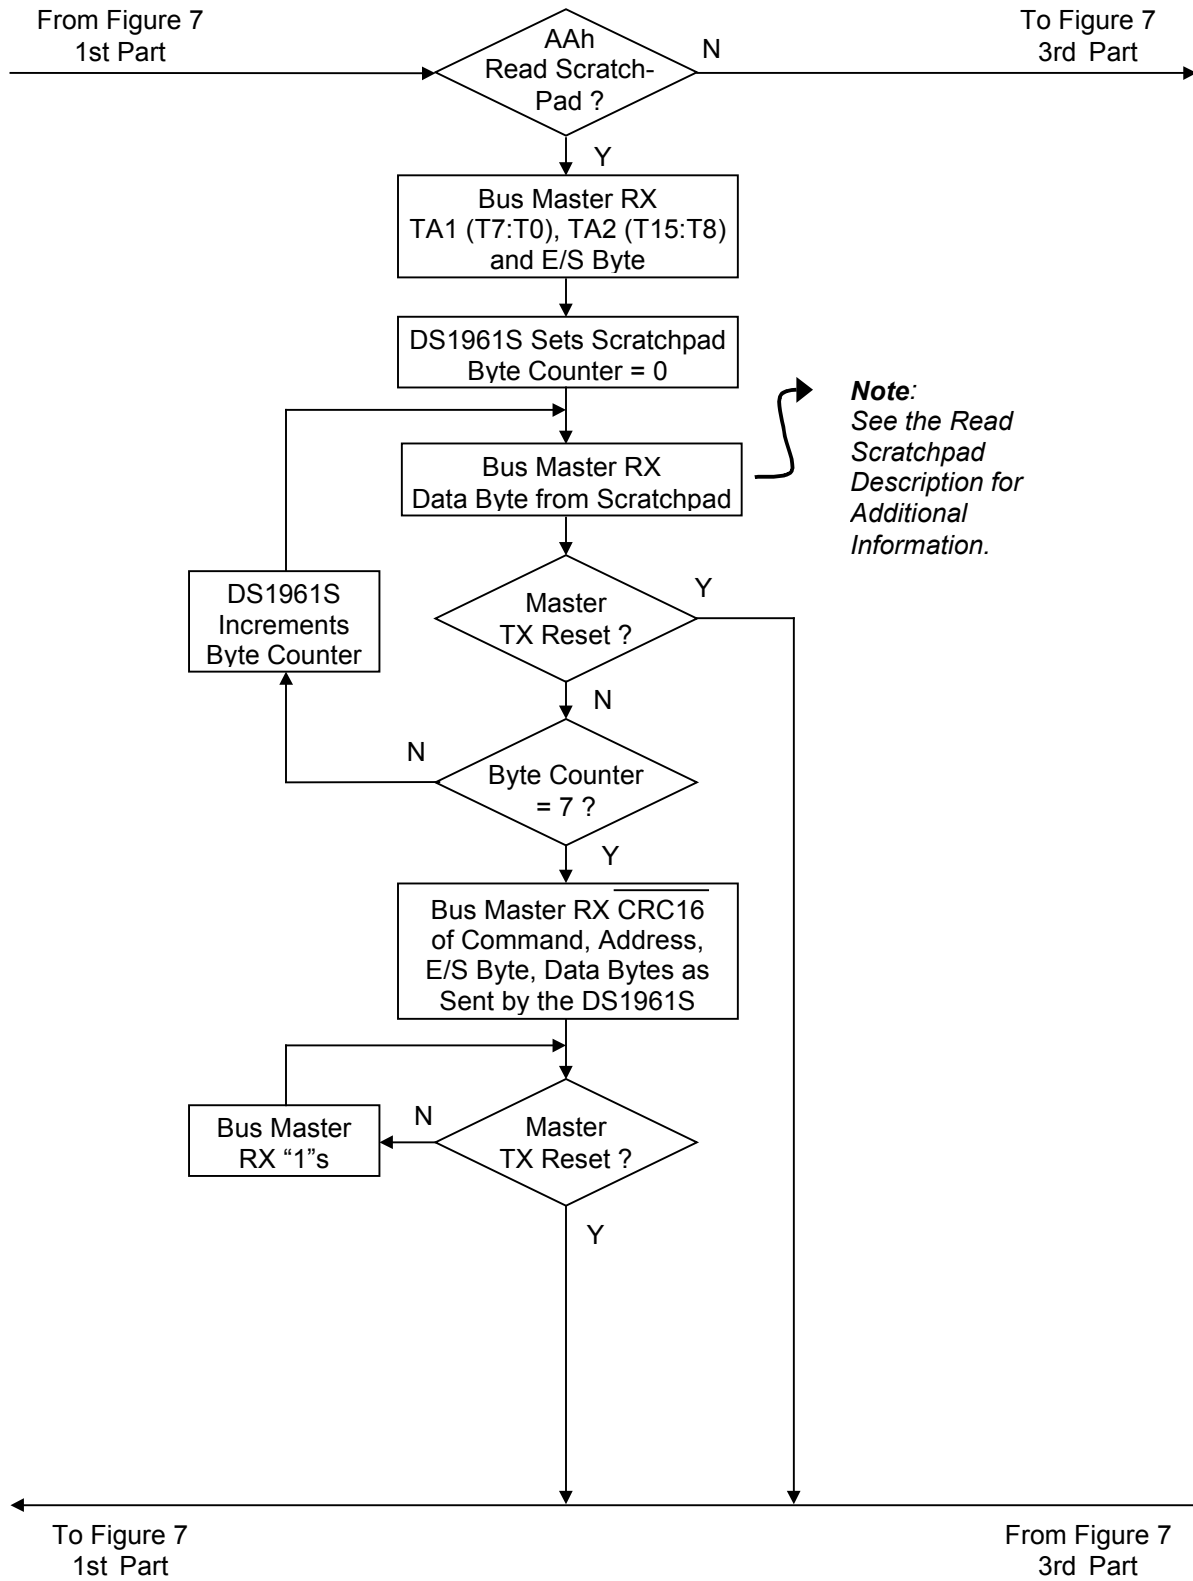 From Figure 7
1st Part
AAh
Read Scratch-
Pad ?
N
To Figure 7
3rd Part
Y
Bus Master RX
TA1 (T7:T0), TA2 (T15:T8)
and E/S Byte
DS1961S Sets Scratchpad
Byte Counter = 0
Note:
See the Read
Scratchpad
Description for
Additional
Information.
Bus Master RX
Data Byte from Scratchpad
DS1961S
Increments
Byte Counter
Master
TX Reset ?
Y
N
N
Byte Counter
= 7 ?
Y
Bus Master RX C̅R̅C̅1̅6̅
of Command, Address,
E/S Byte, Data Bytes as
Sent by the DS1961S
Bus Master
RX “1”s
N
Master
TX Reset ?
Y
To Figure 7
1st Part
From Figure 7
3rd Part